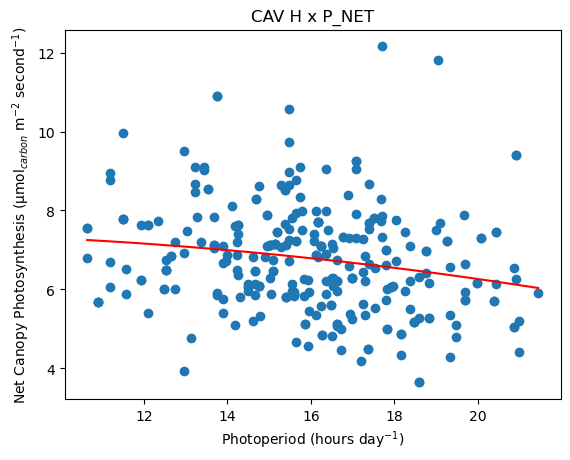 CAV H x P_NET
Net Canopy Photosynthesis (μmol$_{carbon}$ m$^{-2}$ second$^{-1}$)
12
10
8
6
4
12 14 16 18 20
Photoperiod (hours day$^{-1}$)